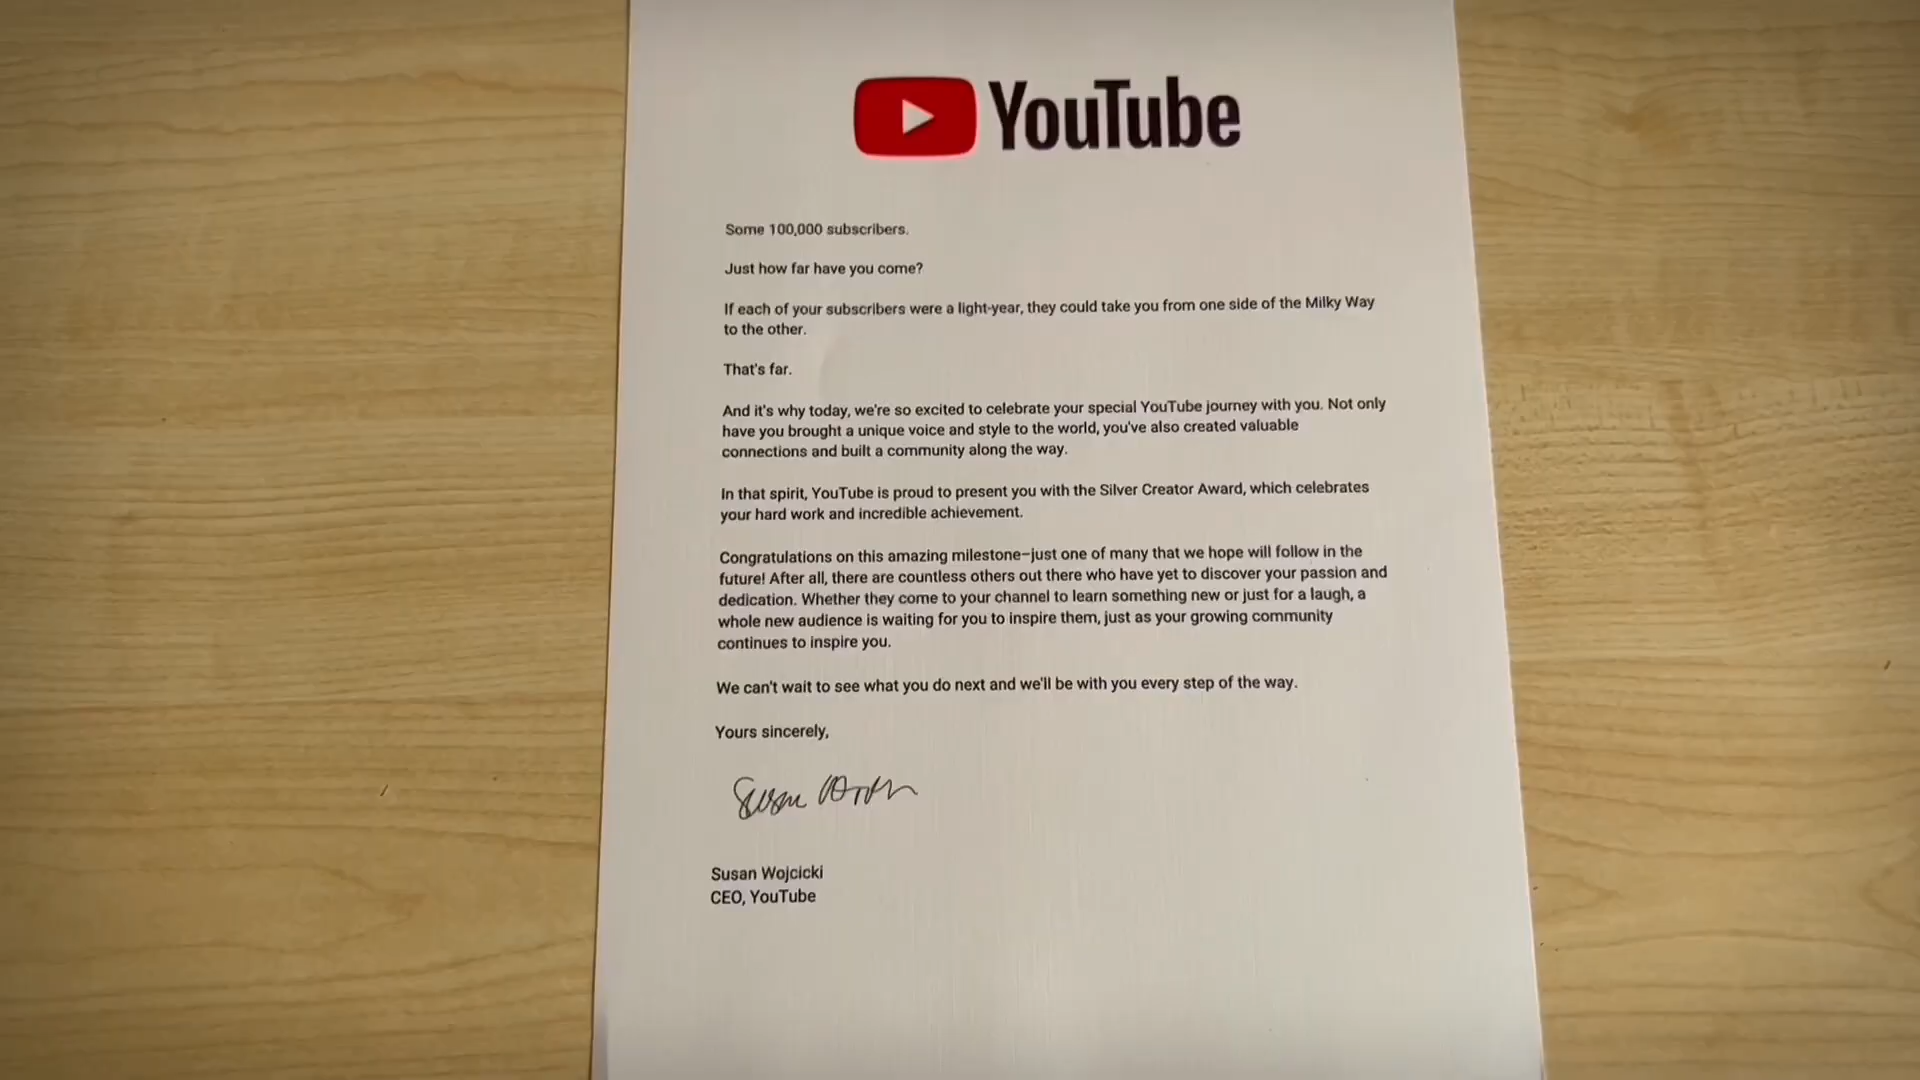 YouTube
Some 100,000 subscribers.
Just how far have you come?
If each of your subscribers were a light-year, they could take you from one side of the Milky Way
to the other.
That's far.
And it's why today, we're so excited to celebrate your special YouTube journey with you. Not only
have you brought a unique voice and style to the world, you've also created valuable
connections and built a community along the way.
In that spirit, YouTube is proud to present you with the Silver Creator Award, which celebrates
your hard work and incredible achievement.
Congratulations on this amazing milestone–just one of many that we hope will follow in the
future! After all, there are countless others out there who have yet to discover your passion and
dedication. Whether they come to your channel to learn something new or just for a laugh, a
whole new audience is waiting for you to inspire them, just as your growing community
continues to inspire you.
We can't wait to see what you do next and we'll be with you every step of the way.
Yours sincerely,
Susan
Susan Wojcicki
CEO, YouTube